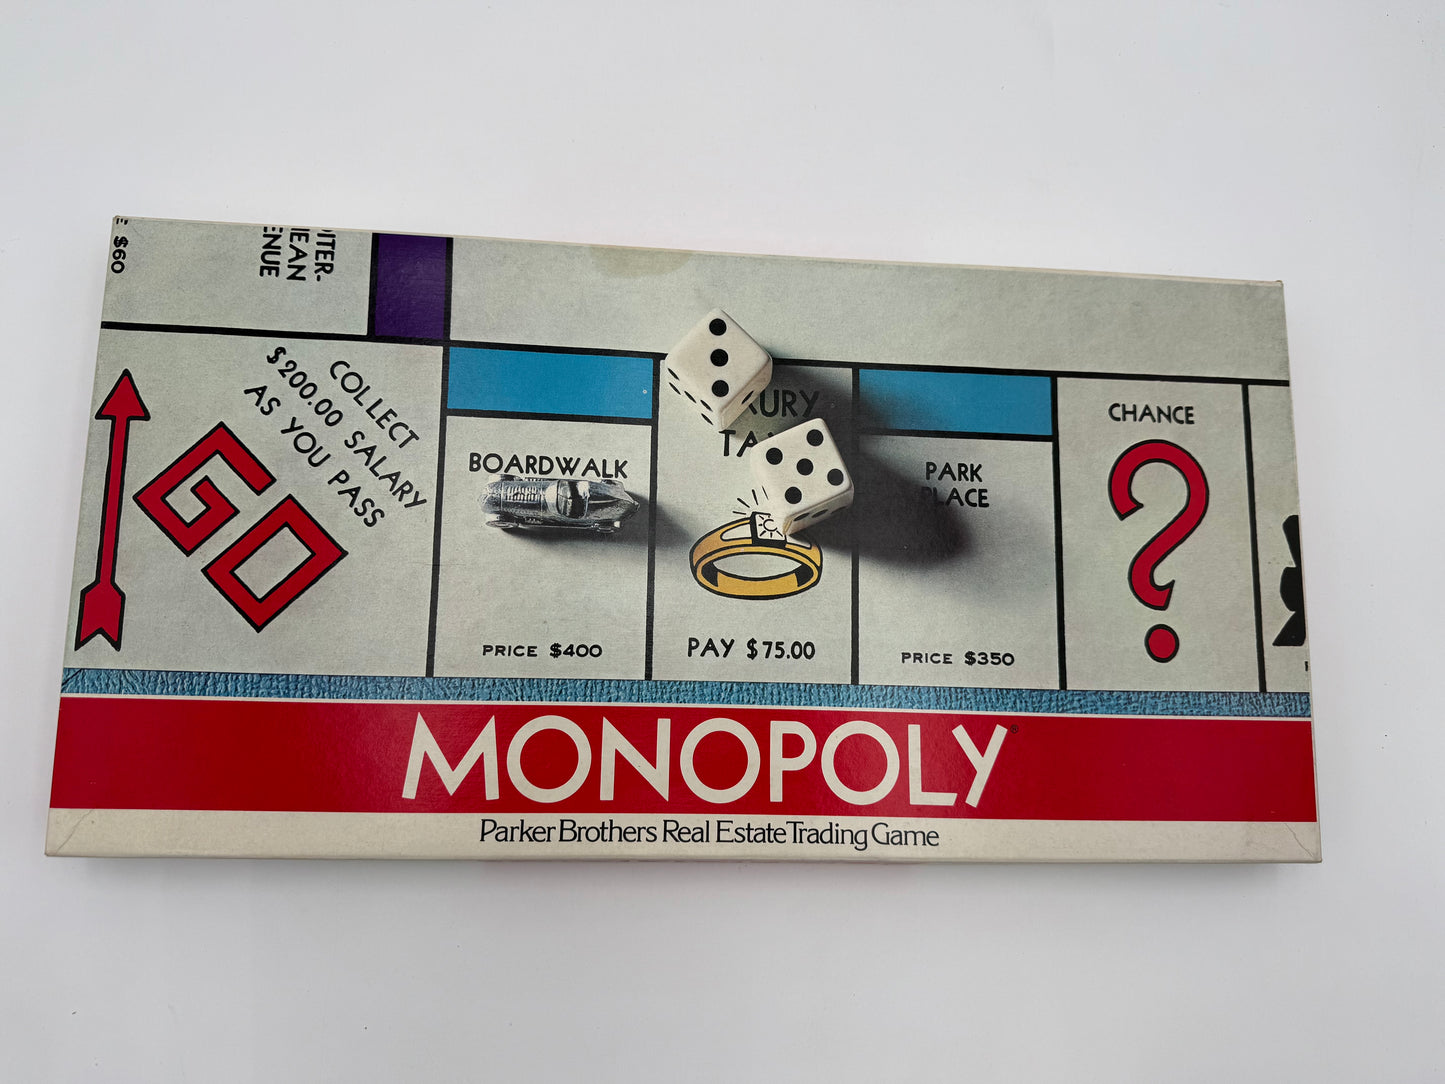 $60
COLLECT
$200.00 SALARY
AS YOU PASS
GO
BOARDWALK
PRICE $400
PAY $75.00
PARK
PRICE $350
CHANCE
?
MONOPOLY®
Parker Brothers Real Estate Trading Game